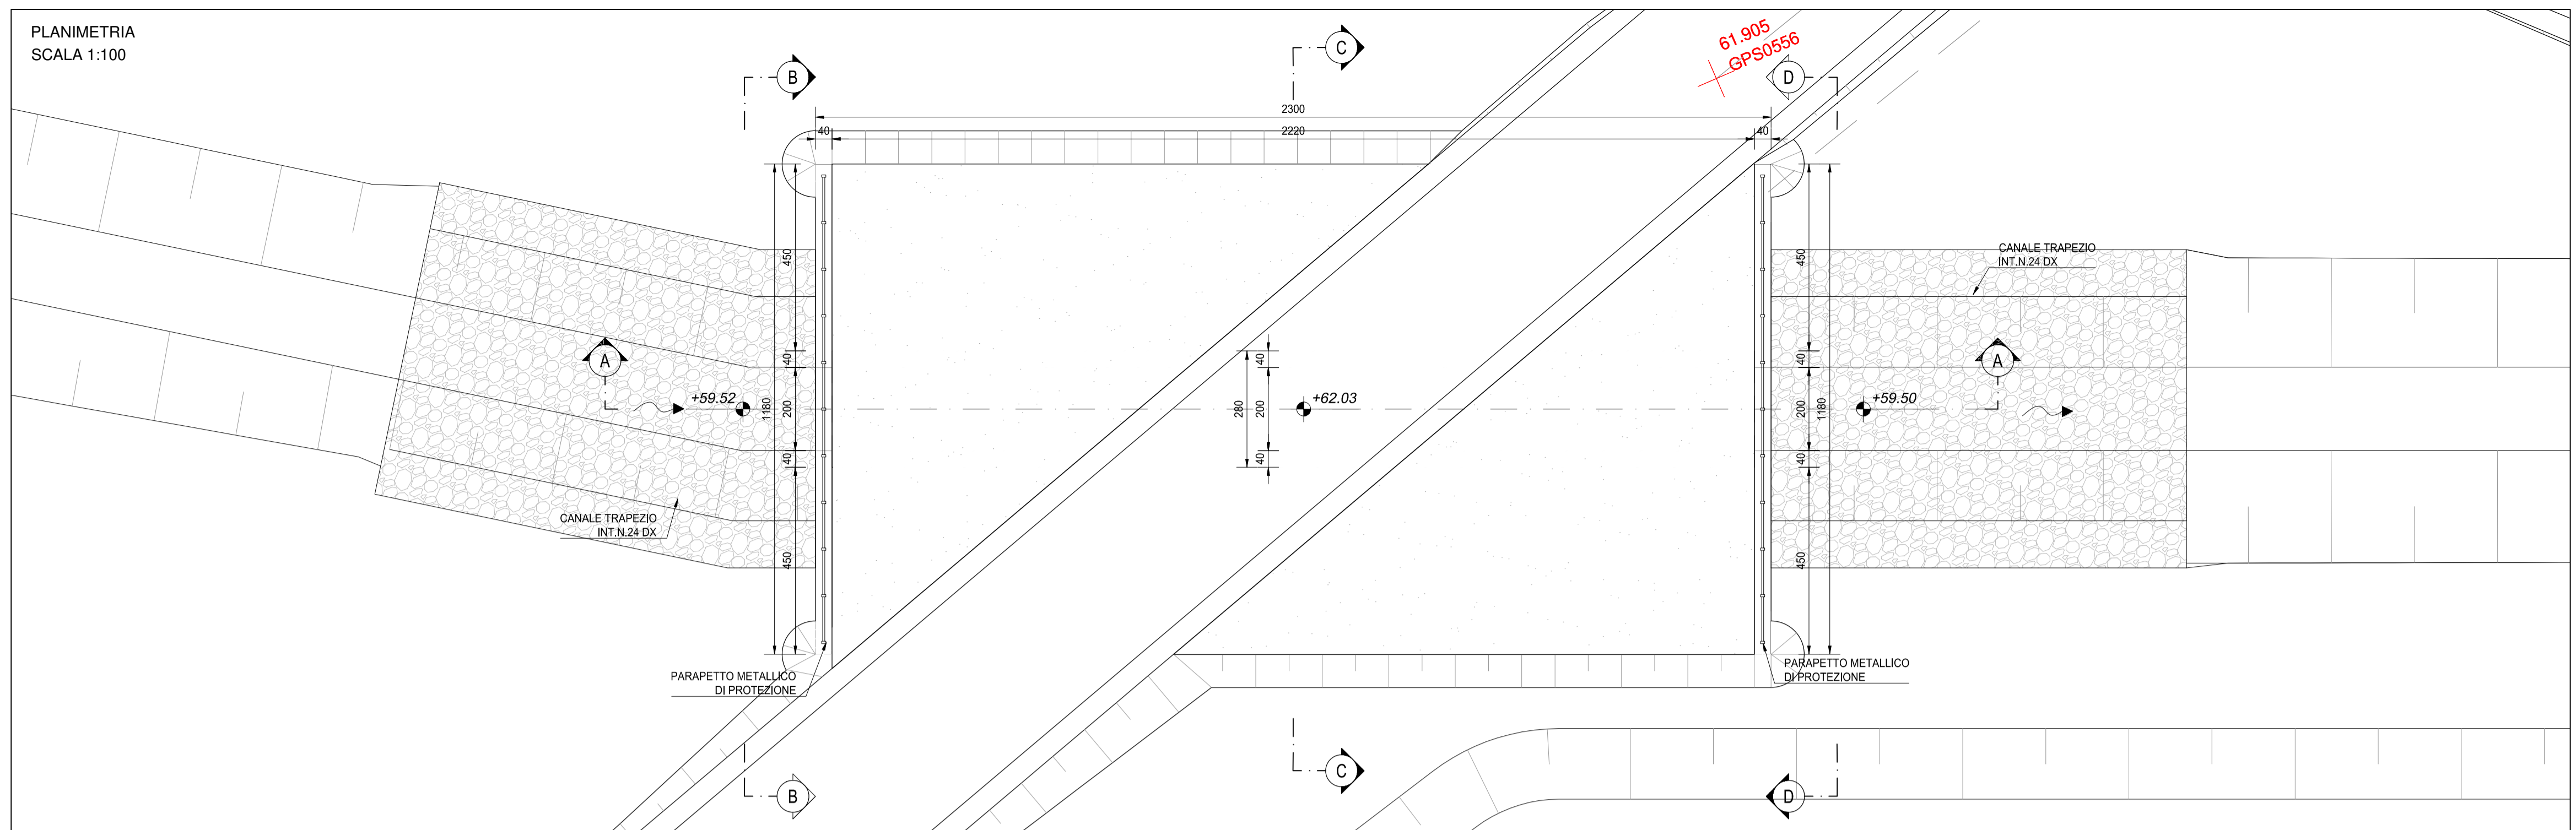 PLANIMETRIA
SCALA 1:100
B
C
61.905
GPS0556
D
2300
40
2220
40
450
40
200
1180
40
450
A
+59.52
CANALE TRAPEZIO
INT.N.24 DX
PARAPETTO METALLICO
DI PROTEZIONE
280
40
200
40
+62.03
450
40
200
1180
40
450
CANALE TRAPEZIO
INT.N.24 DX
A
+59.50
PARAPETTO METALLICO
DI PROTEZIONE
B
C
D